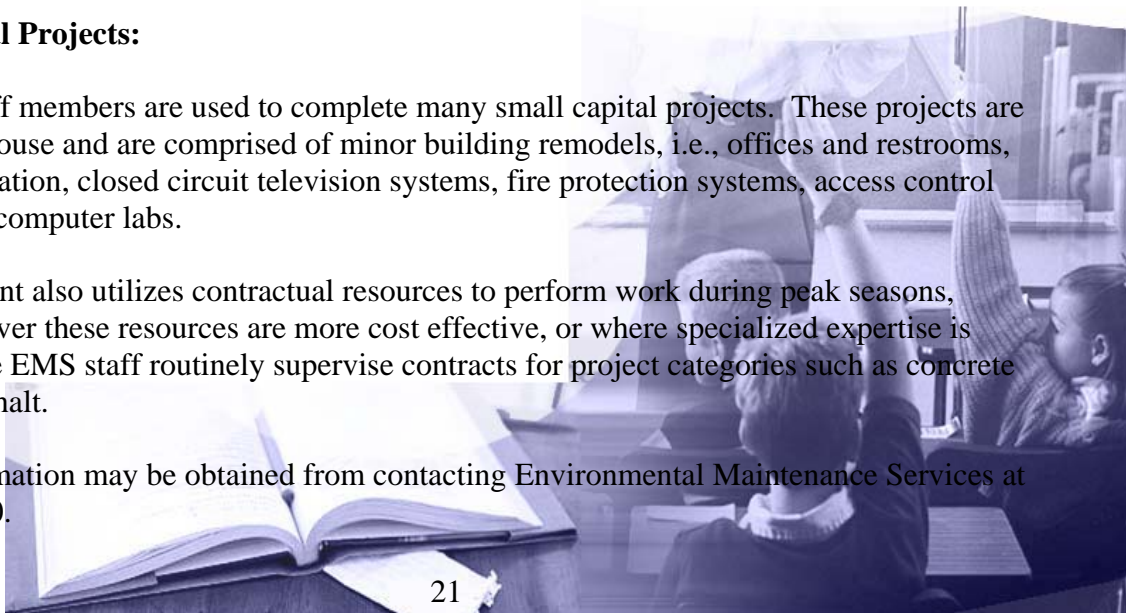 l Projects:
ff members are used to complete many small capital projects. These projects are
ouse and are comprised of minor building remodels, i.e., offices and restrooms,
ation, closed circuit television systems, fire protection systems, access control
computer labs.
nt also utilizes contractual resources to perform work during peak seasons,
ver these resources are more cost effective, or where specialized expertise is
e EMS staff routinely supervise contracts for project categories such as concrete
halt.
mation may be obtained from contacting Environmental Maintenance Services at
).
21